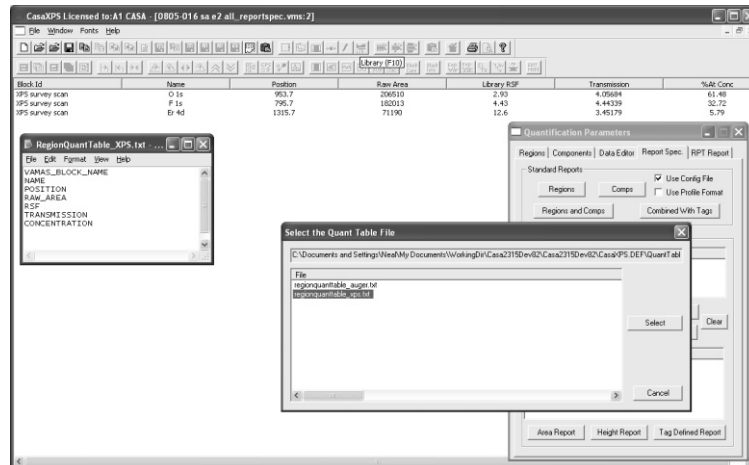 CasaXPS Licensed to:A1 CASA - [0805-016 sa e2 all_reportspec.vms:2]
File Window Fonts Help
Library (F10)
Block Id Name Position Raw Area Library RSF Transmission %At Conc
XPS survey scan O 1s 953.7 206510 2.93 4.05684 61.48
XPS survey scan F 1s 795.7 182013 4.43 4.44339 32.72
XPS survey scan Er 4d 1315.7 71190 12.6 3.45179 5.79
RegionQuantTable_XPS.txt - ...
File Edit Format View Help
VAMAS_BLOCK_NAME
NAME
POSITION
RAW_AREA
RSF
TRANSMISSION
CONCENTRATION
Quantification Parameters
Regions Components Data Editor Report Spec. RPT Report
Standard Reports
Use Config File
Regions Comps Use Profile Format
Regions and Comps Combined With Tags
Select the Quant Table File
C:\Documents and Settings\Neal\My Documents\WorkingDir\Casa2315Dev82\Casa2315Dev82\CasaXPS.DEF\QuantTabl
File
regionquanttable_auger.txt
regionquanttable_xps.txt
Select
Clear
Cancel
Area Report Height Report Tag Defined Report